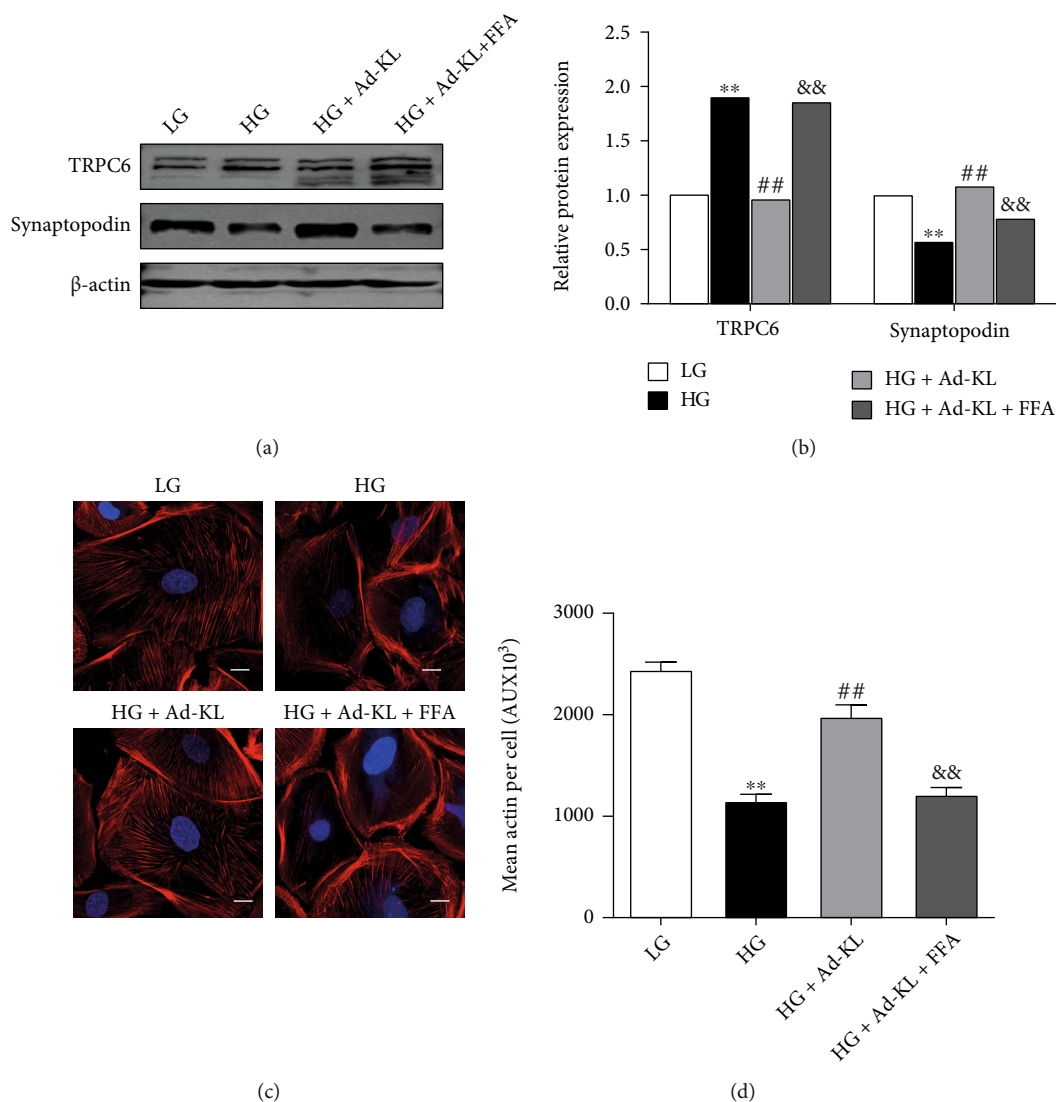 LG
HG
HG + Ad-KL
HG + Ad-KL+FFA
TRPC6
Synaptopodin
β-actin
(a)
Relative protein expression
2.5
2.0
1.5
1.0
0.5
0.0
**
##
&&
**
##
&&
TRPC6
Synaptopodin
LG
HG
HG + Ad-KL
HG + Ad-KL + FFA
(b)
LG
HG
HG + Ad-KL
HG + Ad-KL + FFA
(c)
Mean actin per cell (AUX10³)
3000
2000
1000
0
**
##
&&
LG
HG
HG + Ad-KL
HG + Ad-KL + FFA
(d)